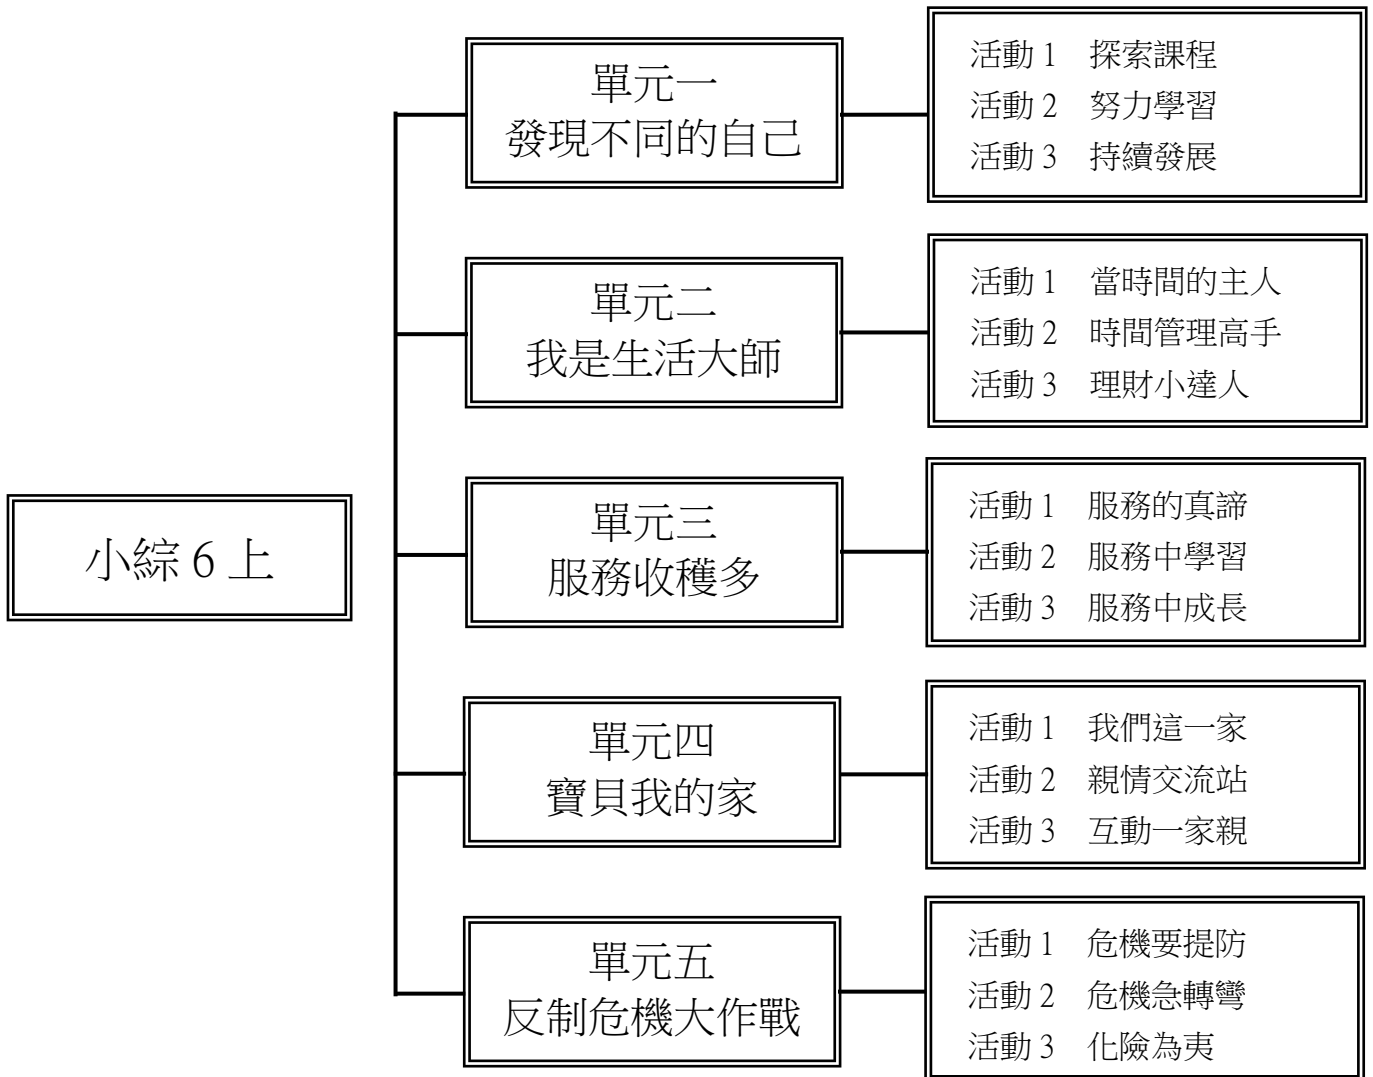 小綜 6 上
單元一
發現不同的自己
活動 1 探索課程
活動 2 努力學習
活動 3 持續發展
單元二
我是生活大師
活動 1 當時間的主人
活動 2 時間管理高手
活動 3 理財小達人
單元三
服務收穫多
活動 1 服務的真諦
活動 2 服務中學習
活動 3 服務中成長
單元四
寶貝我的家
活動 1 我們這一家
活動 2 親情交流站
活動 3 互動一家親
單元五
反制危機大作戰
活動 1 危機要提防
活動 2 危機急轉彎
活動 3 化險為夷